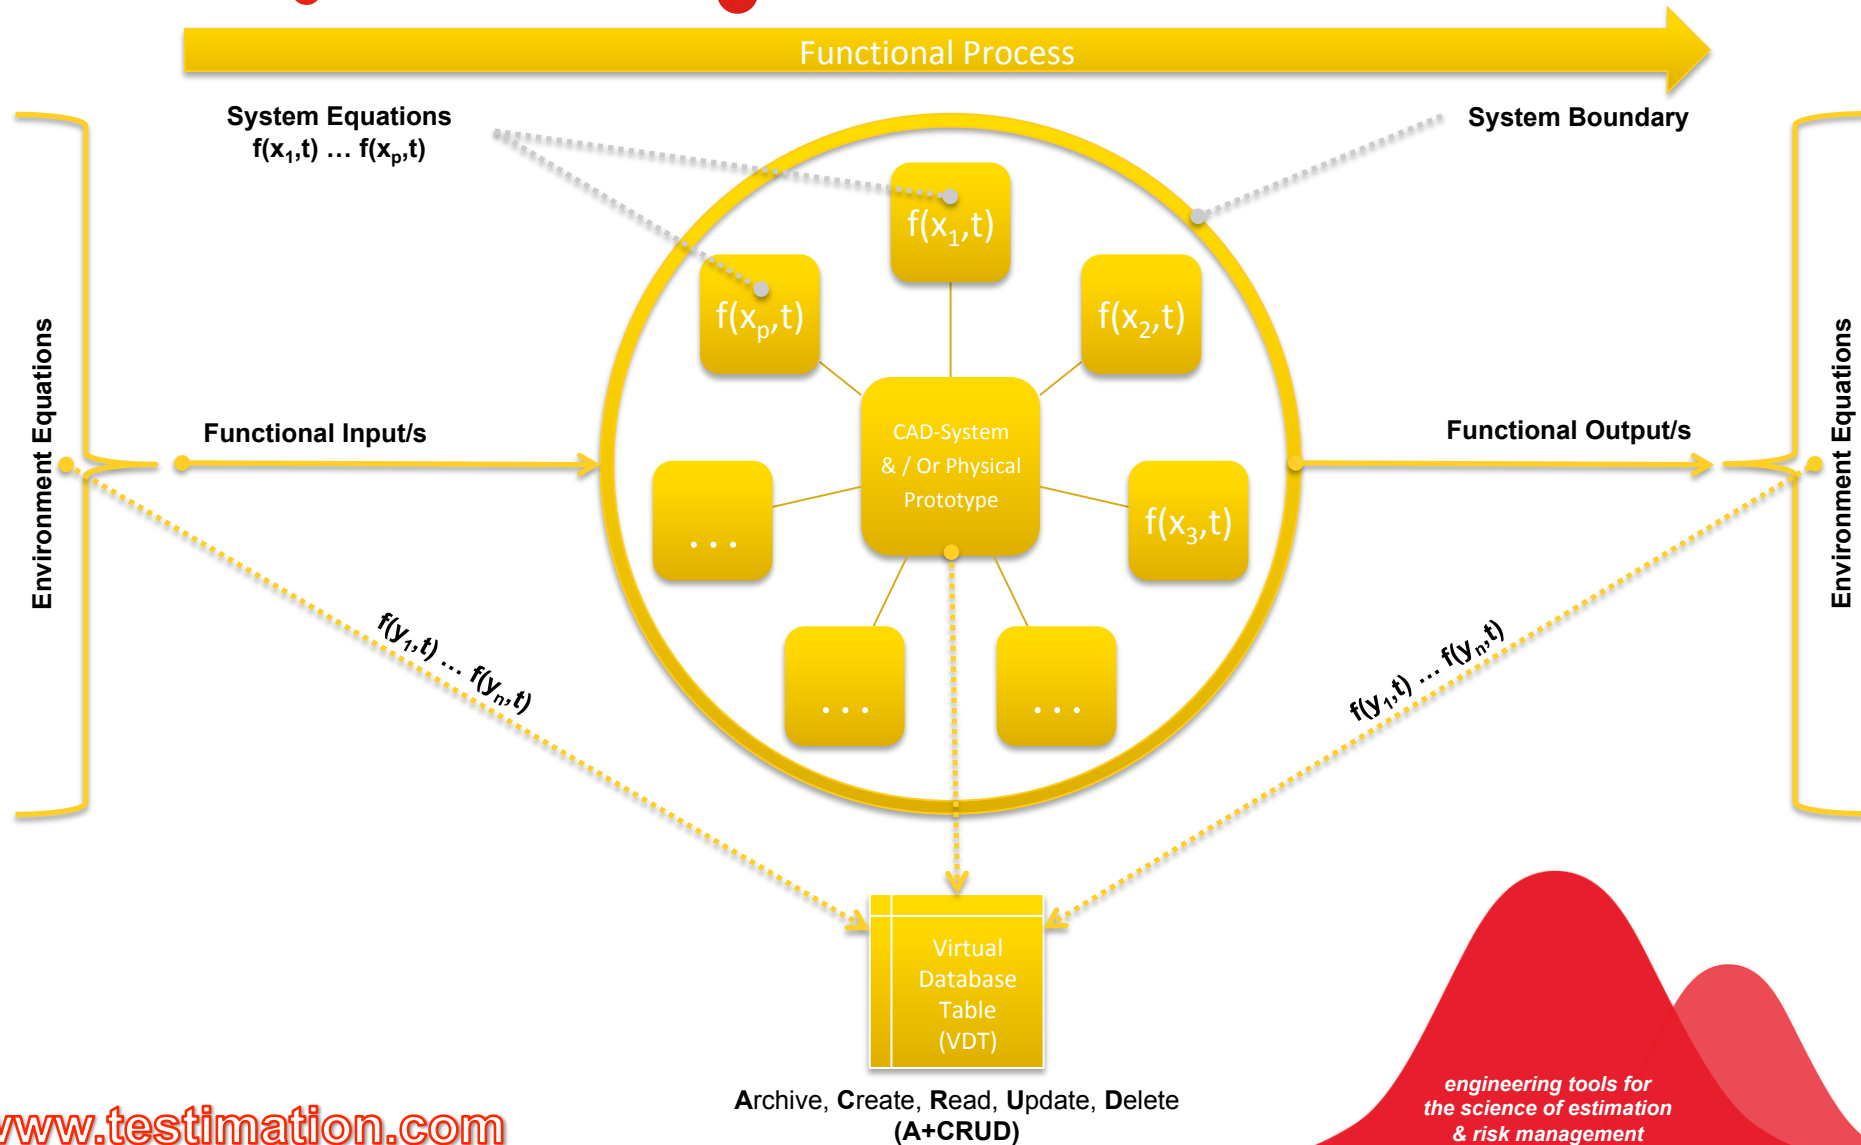 Functional Process
System Equations
f(x₁,t) … f(xₚ,t)
System Boundary
f(x₁,t)
f(xₚ,t)
f(x₂,t)
Environment Equations
Functional Input/s
CAD-System
& / Or Physical
Prototype
Functional Output/s
Environment Equations
. . .
f(x₃,t)
f(y₁,t) … f(yₙ,t)
f(y₁,t) … f(yₙ,t)
. . .
. . .
Virtual
Database
Table
(VDT)
Archive, Create, Read, Update, Delete
(A+CRUD)
www.testimation.com
engineering tools for
the science of estimation
& risk management